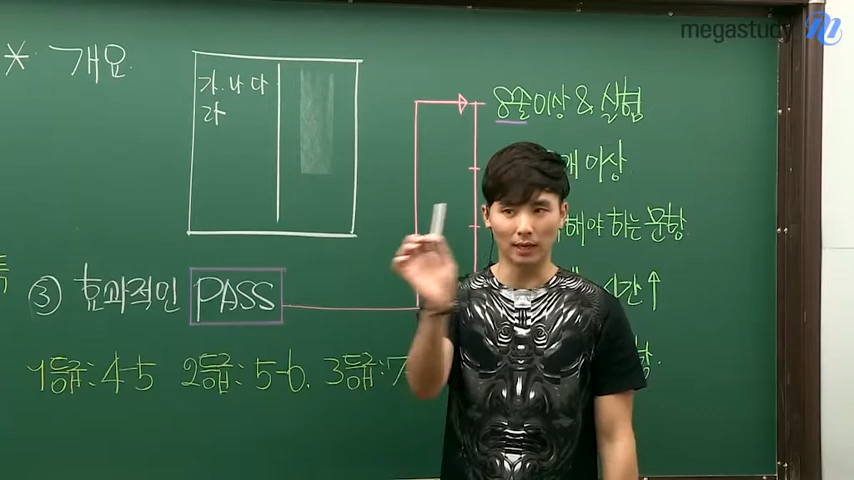 megastudy
* 개요
가. 나 다
라
8줄 이상 & 실험
개 이상
해야 하는 문항
③ 효과적인 PASS
시간↑
1등급: 4-5 2등급: 5-6. 3등급: 7